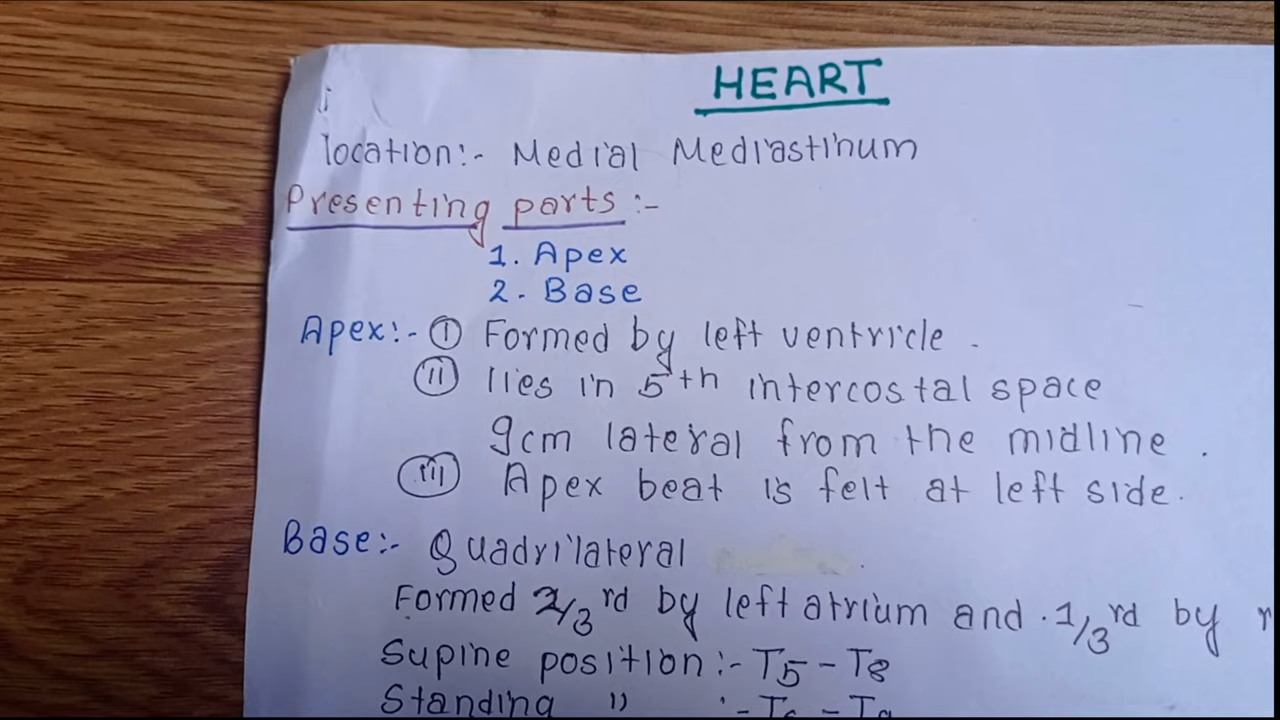 HEART
location:- Medial Mediastinum
Presenting parts :-
1. Apex
2. Base
Apex:- (i) Formed by left ventricle .
(ii) lies in 5th intercostal space
9cm lateral from the midline .
(iii) Apex beat is felt at left side.
Base:- Quadrilateral
Formed 2/3rd by left atrium and 1/3rd by
Supine position :- T5 - T8
Standing " :- T6 - T9